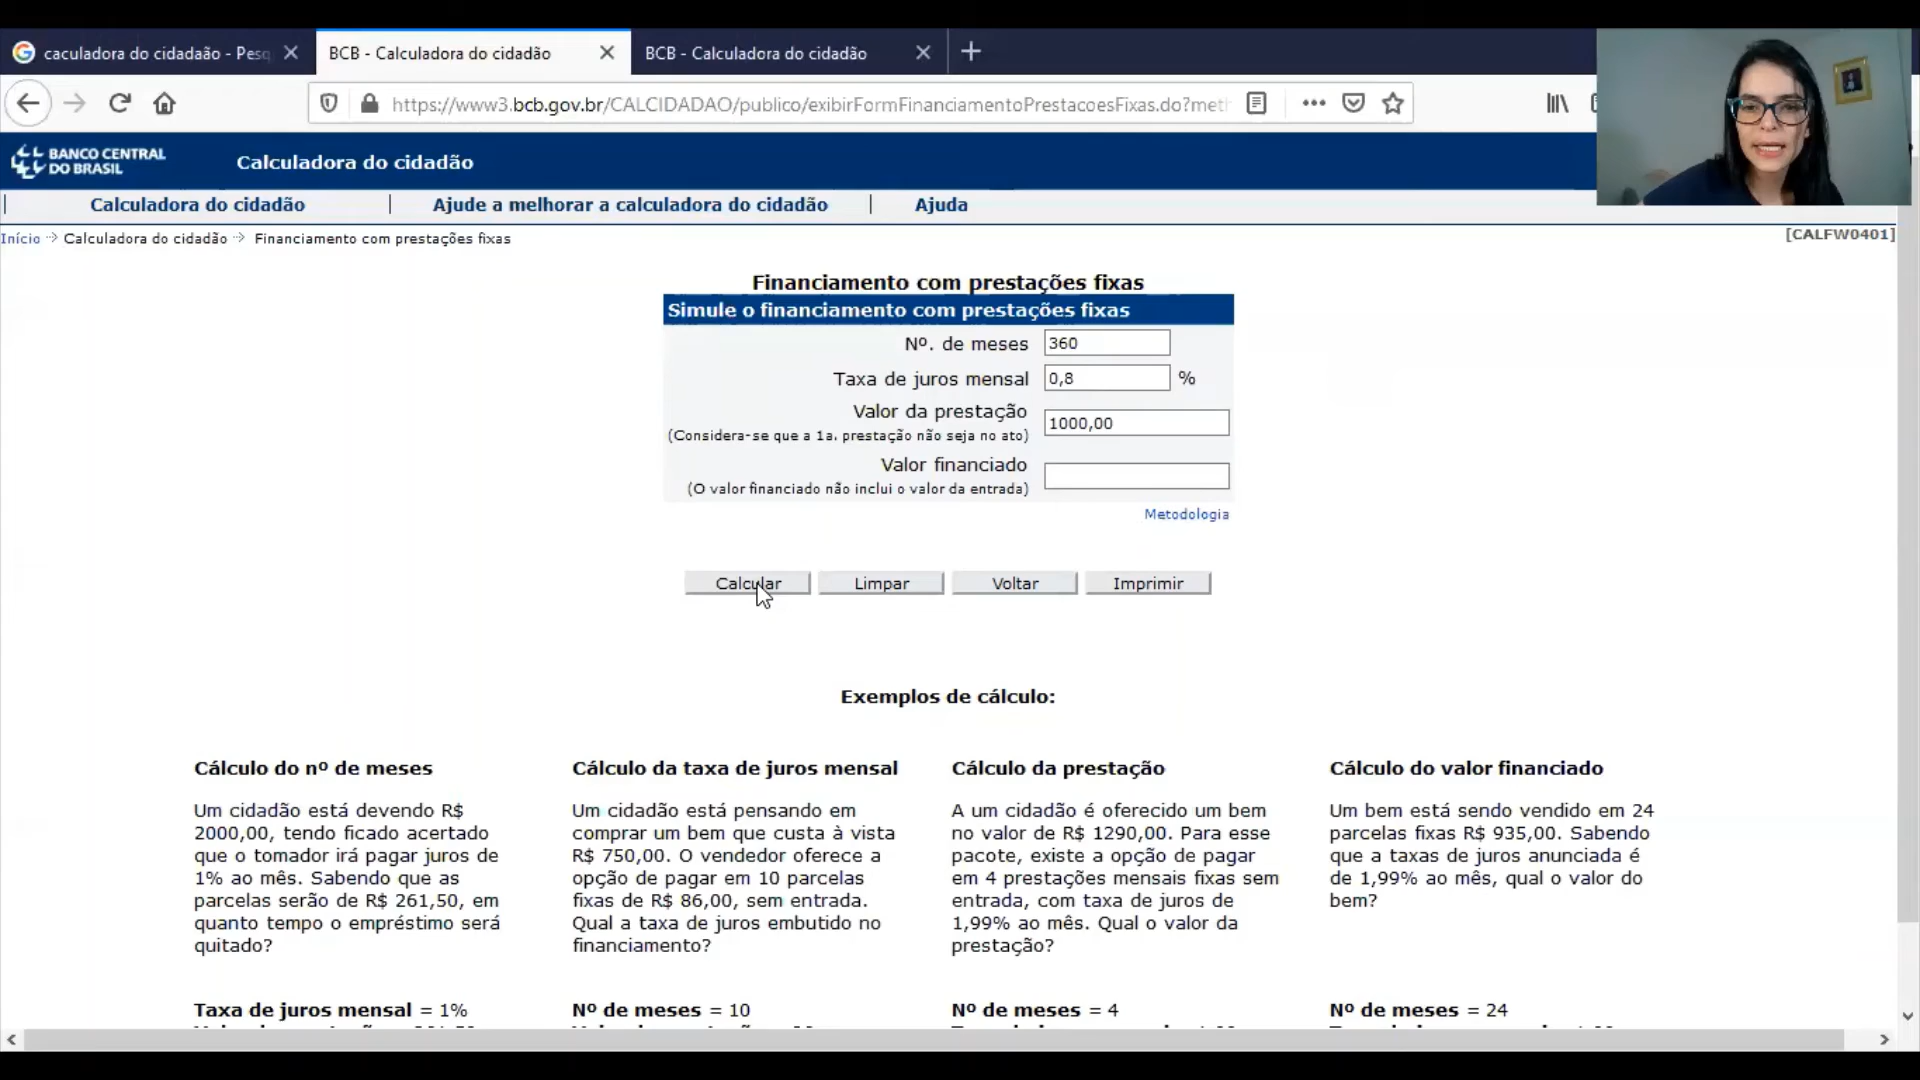 caculadora do cidadaão - Pesq
BCB - Calculadora do cidadão
BCB - Calculadora do cidadão
https://www3.bcb.gov.br/CALCIDADAO/publico/exibirFormFinanciamentoPrestacoesFixas.do?met
BANCO CENTRAL
DO BRASIL
Calculadora do cidadão
Calculadora do cidadão
Ajude a melhorar a calculadora do cidadão
Ajuda
Início Calculadora do cidadão Financiamento com prestações fixas
[CALFW0401]
Financiamento com prestações fixas
Simule o financiamento com prestações fixas
Nº. de meses 360
Taxa de juros mensal 0,8 %
Valor da prestação
(Considera-se que a 1a. prestação não seja no ato)
1000,00
Valor financiado
(O valor financiado não inclui o valor da entrada)
Metodologia
Calcular Limpar Voltar Imprimir
Exemplos de cálculo:
Cálculo do nº de meses
Um cidadão está devendo R$
2000,00, tendo ficado acertado
que o tomador irá pagar juros de
1% ao mês. Sabendo que as
parcelas serão de R$ 261,50, em
quanto tempo o empréstimo será
quitado?
Taxa de juros mensal = 1%
Cálculo da taxa de juros mensal
Um cidadão está pensando em
comprar um bem que custa à vista
R$ 750,00. O vendedor oferece a
opção de pagar em 10 parcelas
fixas de R$ 86,00, sem entrada.
Qual a taxa de juros embutido no
financiamento?
Nº de meses = 10
Cálculo da prestação
A um cidadão é oferecido um bem
no valor de R$ 1290,00. Para esse
pacote, existe a opção de pagar
em 4 prestações mensais fixas sem
entrada, com taxa de juros de
1,99% ao mês. Qual o valor da
prestação?
Nº de meses = 4
Cálculo do valor financiado
Um bem está sendo vendido em 24
parcelas fixas R$ 935,00. Sabendo
que a taxas de juros anunciada é
de 1,99% ao mês, qual o valor do
bem?
Nº de meses = 24